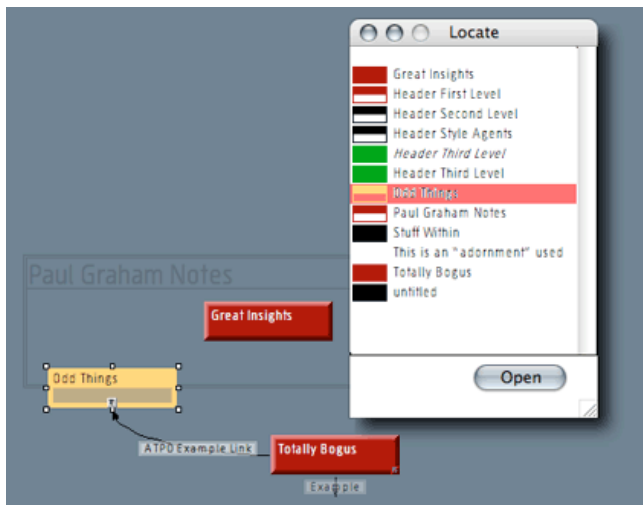 Locate
Great Insights
Header First Level
Header Second Level
Header Style Agents
Header Third Level
Header Third Level
Odd Things
Paul Graham Notes
Stuff Within
This is an "adornment" used
Totally Bogus
untitled
Open
Paul Graham Notes
Great Insights
Odd Things
ATPO Example Link
Totally Bogus
Example